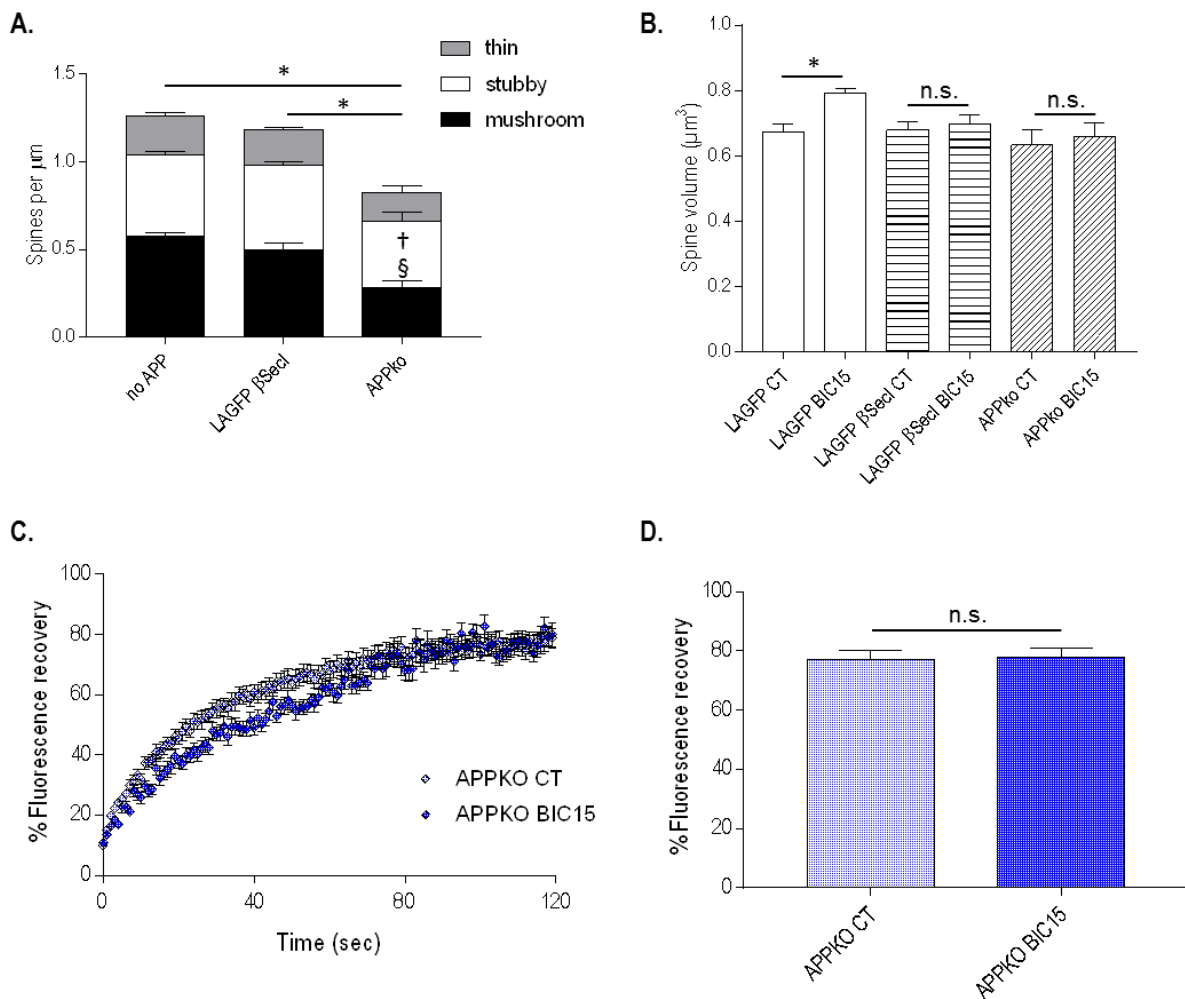 A.
thin
stubby
mushroom
*
*
†
§
Spines per μm
1.5
1.0
0.5
0.0
no APP
LAGFP βSecI
APPko
B.
*
n.s.
n.s.
Spine volume (μm³)
1.0
0.8
0.6
0.4
0.2
0.0
LAGFP CT
LAGFP BIC15
LAGFP βSecI CT
LAGFP βSecI BIC15
APPko CT
APPko BIC15
C.
% Fluorescence recovery
100
80
60
40
20
0
0 40 80 120
Time (sec)
APPKO CT
APPKO BIC15
D.
n.s.
% Fluorescence recovery
100
80
60
40
20
0
APPKO CT
APPKO BIC15